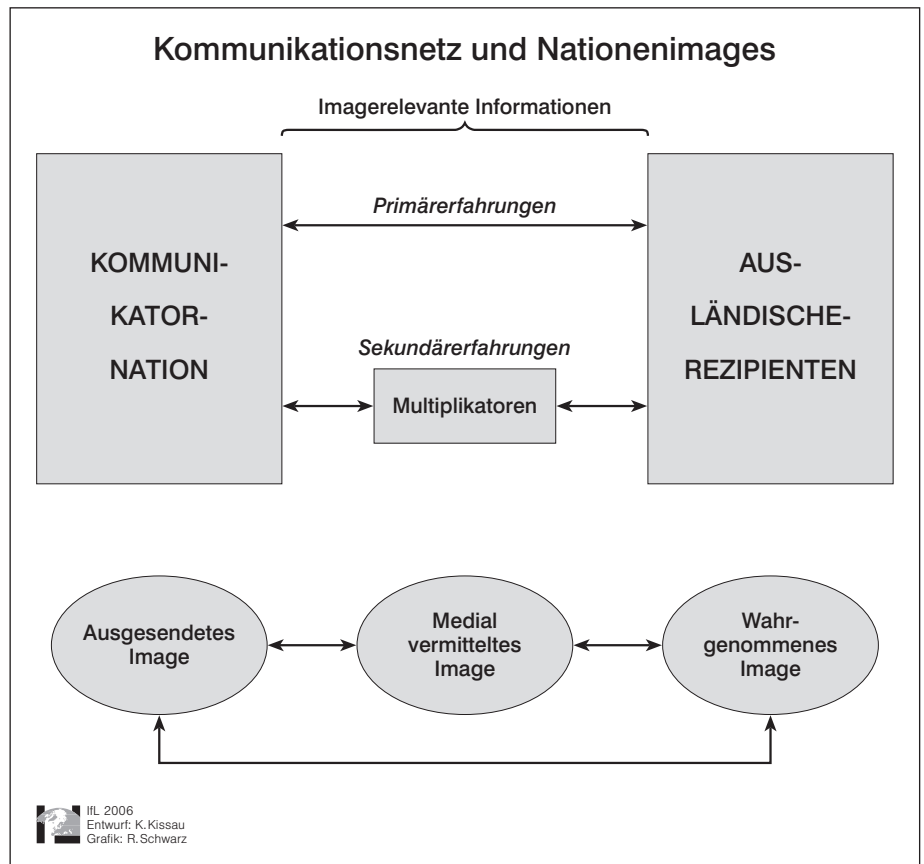 Kommunikationsnetz und Nationenimages
Imagerelevante Informationen
Primärerfahrungen
KOMMUNI-
KATOR-
NATION
AUS-
LÄNDISCHE-
REZIPIENTEN
Sekundärerfahrungen
Multiplikatoren
Ausgesendetes
Image
Medial
vermitteltes
Image
Wahr-
genommenes
Image
IfL 2006
Entwurf: K.Kissau
Grafik: R.Schwarz